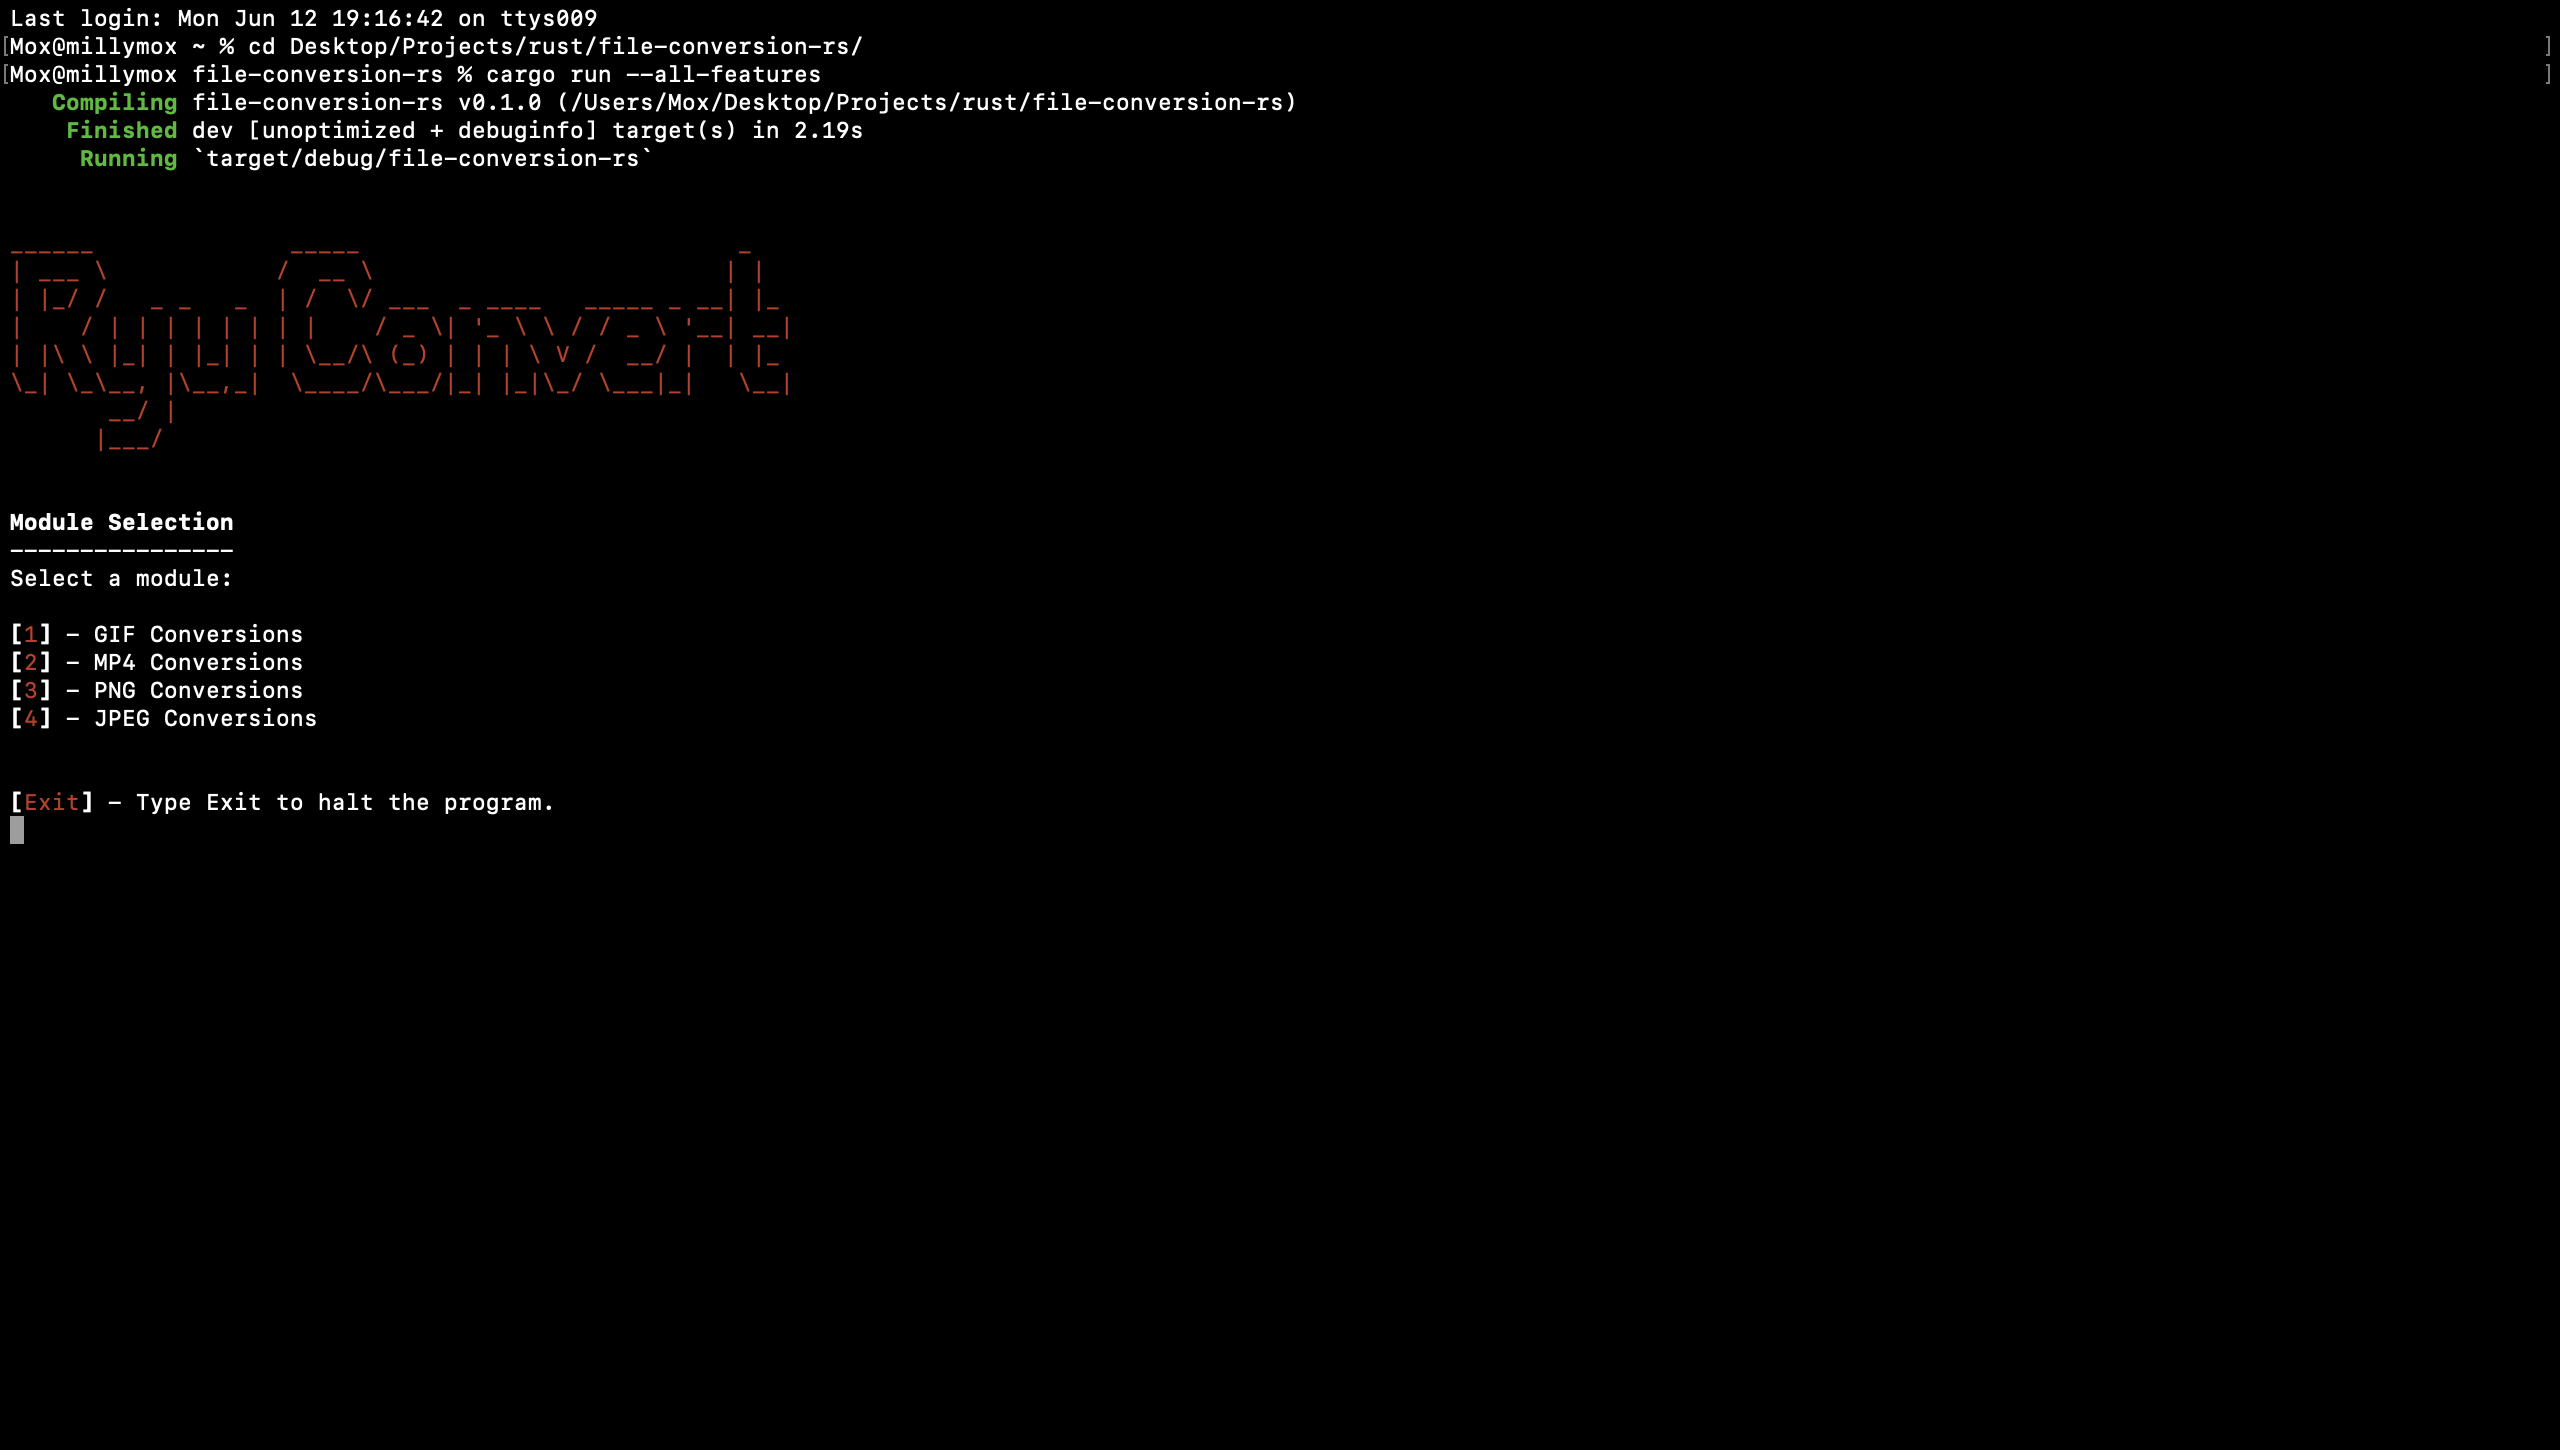 Last login: Mon Jun 12 19:16:42 on ttys009
[Mox@millymox ~ % cd Desktop/Projects/rust/file-conversion-rs/ ]
[Mox@millymox file-conversion-rs % cargo run --all-features ]
Compiling file-conversion-rs v0.1.0 (/Users/Mox/Desktop/Projects/rust/file-conversion-rs)
Finished dev [unoptimized + debuginfo] target(s) in 2.19s
Running `target/debug/file-conversion-rs`
Ryu Convert
Module Selection
----------------
Select a module:
[1] - GIF Conversions
[2] - MP4 Conversions
[3] - PNG Conversions
[4] - JPEG Conversions
[Exit] - Type Exit to halt the program.